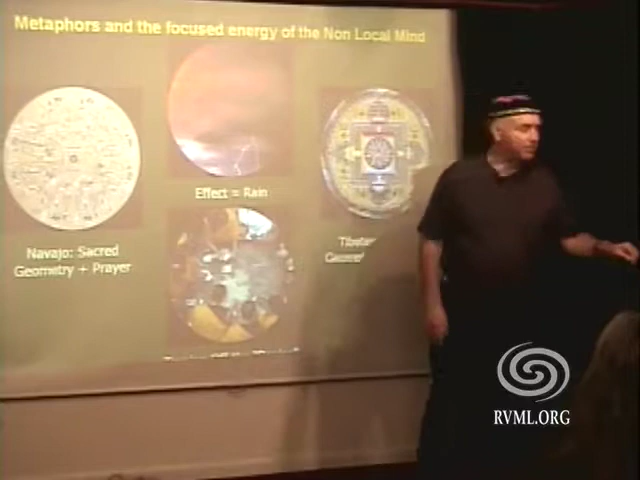 Metaphors and the focused energy of the Non Local Mind
Effect = Rain
Navajo: Sacred
Geometry + Prayer
RVML.ORG